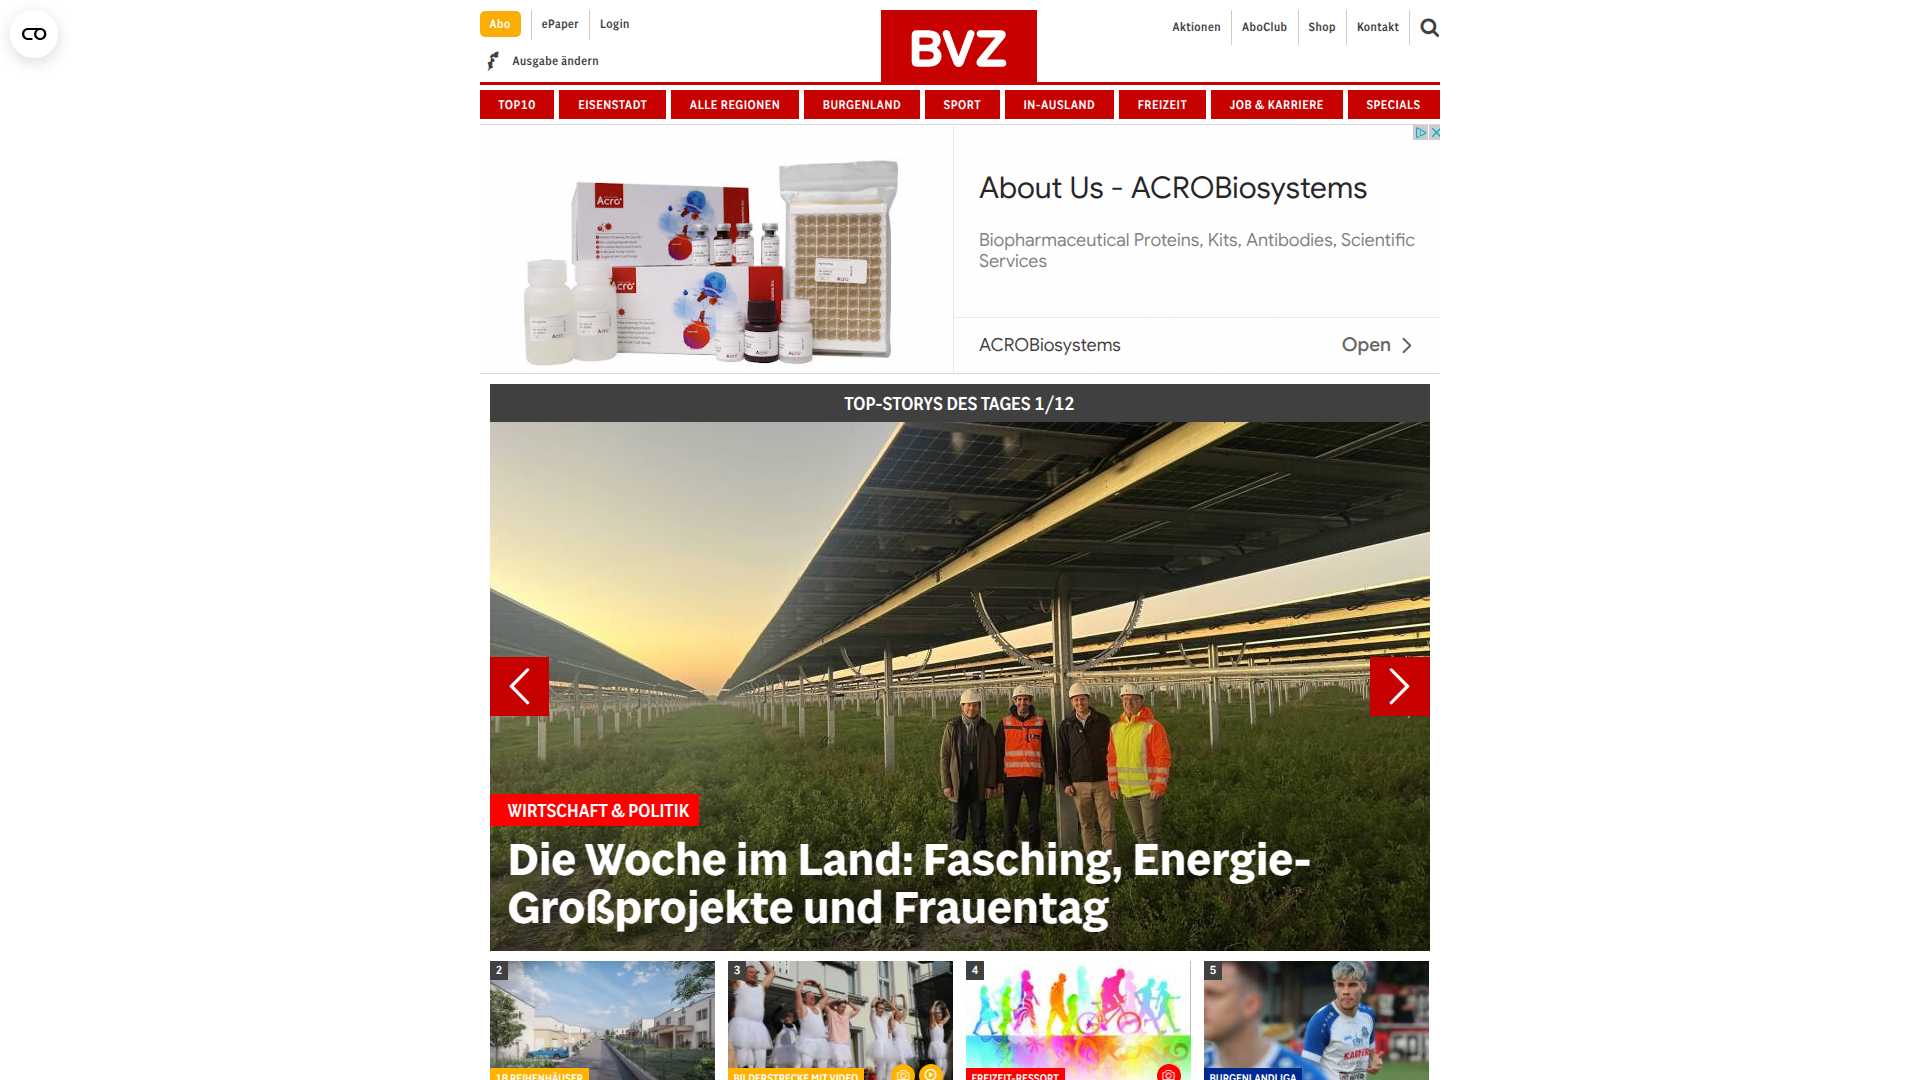 Abo
ePaper
Login
Ausgabe ändern
BVZ
Aktionen
AboClub
Shop
Kontakt
TOP10
EISENSTADT
ALLE REGIONEN
BURGENLAND
SPORT
IN-AUSLAND
FREIZEIT
JOB & KARRIERE
SPECIALS
Acro
Acro
About Us - ACROBiosystems
Biopharmaceutical Proteins, Kits, Antibodies, Scientific
Services
ACROBiosystems
Open
TOP-STORYS DES TAGES 1/12
WIRTSCHAFT & POLITIK
Die Woche im Land: Fasching, Energie-
Großprojekte und Frauentag
2
3
4
5
18 REIHENHÄUSER
BILDERSTRECKE MIT VIDEO
FREIZEIT-RESSORT
BURGENLANDLIGA